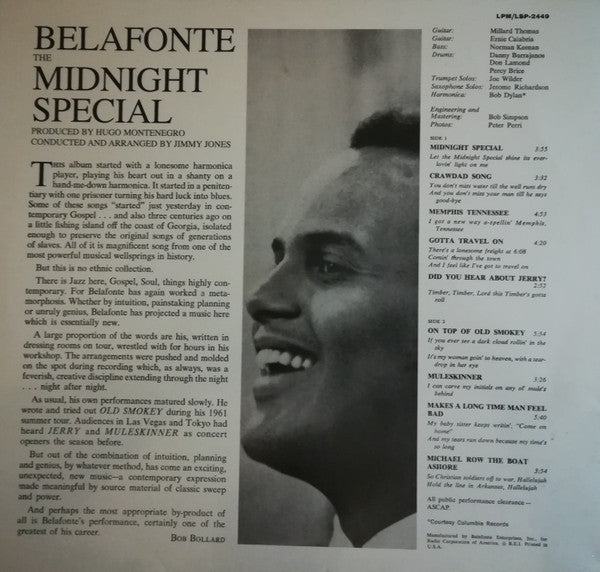 BELAFONTE
THE
MIDNIGHT
SPECIAL
PRODUCED BY HUGO MONTENEGRO
CONDUCTED AND ARRANGED BY JIMMY JONES
THIS album started with a lonesome harmonica
player, playing his heart out in a shanty on a
hand-me-down harmonica. It started in a peniten-
tiary with one prisoner turning his hard luck into blues.
Some of these songs "started" just yesterday in con-
temporary Gospel . . . and also three centuries ago on
a little fishing island off the coast of Georgia, isolated
enough to preserve the original songs of generations
of slaves. All of it is magnificent song from one of the
most powerful musical wellsprings in history.
But this is no ethnic collection.
There is Jazz here, Gospel, Soul, things highly con-
temporary. For Belafonte has again worked a meta-
morphosis. Whether by intuition, painstaking planning
or unruly genius, Belafonte has projected a music here
which is essentially new.
A large proportion of the words are his, written in
dressing rooms on tour, wrestled with for hours in his
workshop. The arrangements were pushed and molded
on the spot during recording which, as always, was a
feverish, creative discipline extending through the night
. . . night after night.
As usual, his own performances matured slowly. He
wrote and tried out OLD SMOKEY during his 1961
summer tour. Audiences in Las Vegas and Tokyo had
heard JERRY and MULESKINNER as concert
openers the season before.
But out of the combination of intuition, planning
and genius, by whatever method, has come an exciting,
unexpected, new music—a contemporary expression
made meaningful by source material of classic sweep
and power.
And perhaps the most appropriate by-product of
all is Belafonte's performance, certainly one of the
greatest of his career.
BOB BOLLARD
LPM/LSP-2449
Guitar: Millard Thomas
Guitar: Ernie Calabria
Bass: Norman Keenan
Drums: Danny Barrajanos
Don Lamond
Percy Brice
Trumpet Solos: Joe Wilder
Saxophone Solos: Jerome Richardson
Harmonica: Bob Dylan*
Engineering and
Mastering: Bob Simpson
Photos: Peter Perri
SIDE 1
MIDNIGHT SPECIAL 3:55
Let the Midnight Special shine its ever-
lovin' light on me
CRAWDAD SONG 3:32
You don't miss water till the well runs dry
And you don't miss your man till he says
good-bye
MEMPHIS TENNESSEE 4:53
I got a new way a-spellin' Memphis,
Tennessee
GOTTA TRAVEL ON 4:20
There's a lonesome freight at 6:08
Comin' through the town
And I feel like I've got to travel on
DID YOU HEAR ABOUT JERRY?
2:52
Timber, Timber, Lord this Timber's gotta
roll
SIDE 2
ON TOP OF OLD SMOKEY 5:54
If you ever see a dark cloud rollin' in the
sky
It's my woman goin' to heaven, with a tear-
drop in her eye
MULESKINNER 3:26
I can carve my initials on any of mule's
behind
MAKES A LONG TIME MAN FEEL
BAD 5:40
My baby sister keeps writin', "Come on
home"
And my tears run down because my time's
so long
MICHAEL ROW THE BOAT
ASHORE 3:54
So Christian soldiers off to war, Hallelujah
Hold the line in Arkansas, Hallelujah
All public performance clearance—
ASCAP.
*Courtesy Columbia Records
Manufactured by Belafonte Enterprises, Inc., for
Radio Corporation of America. © B.E.I. Printed in
U.S.A.